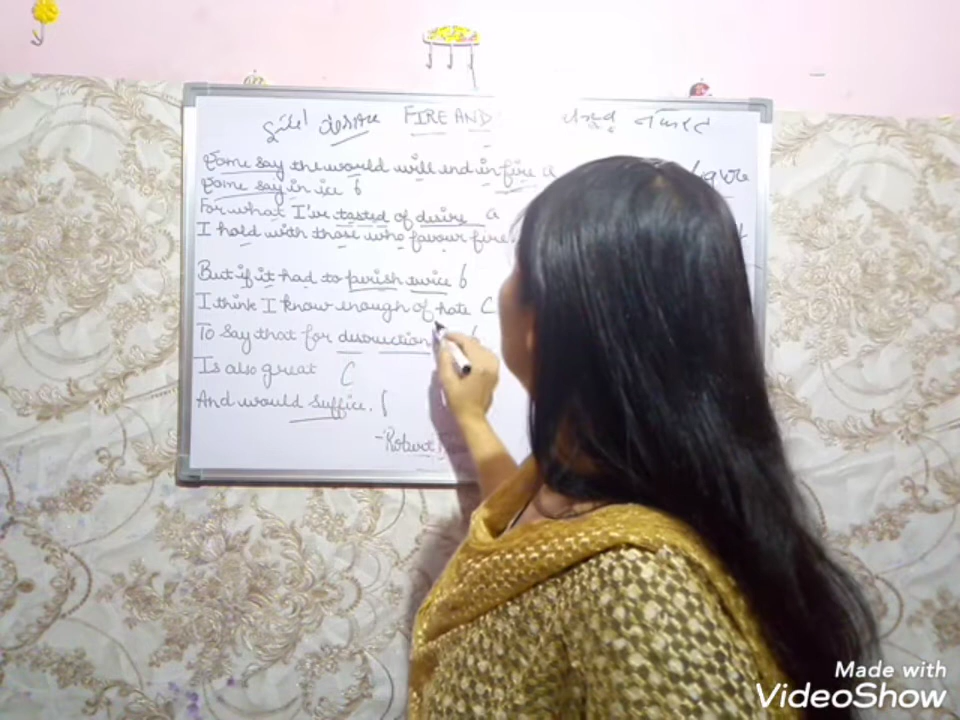 FIRE AND
Some say the would will end in fire a
Some say in ice b
For what I've tasted of desire a
I hold with those who favour fire.
But if it had to perish twice b
I think I know enough of hate C
To say that for destruction
Is also great C
And would suffice. b
-Robert
Made with
VideoShow